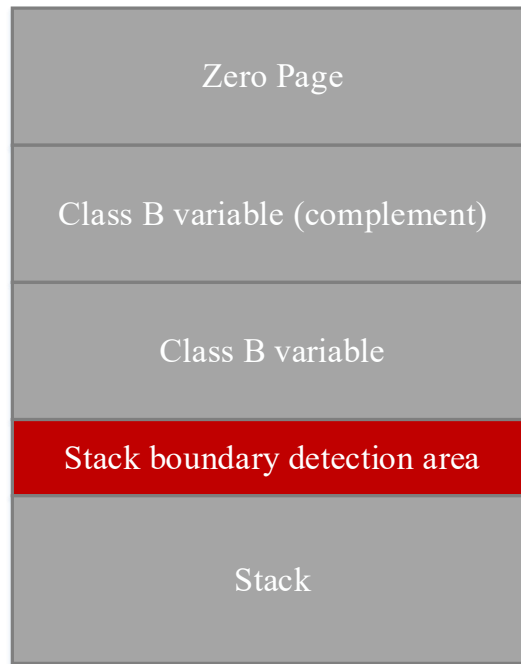 Zero Page
Class B variable (complement)
Class B variable
Stack boundary detection area
Stack